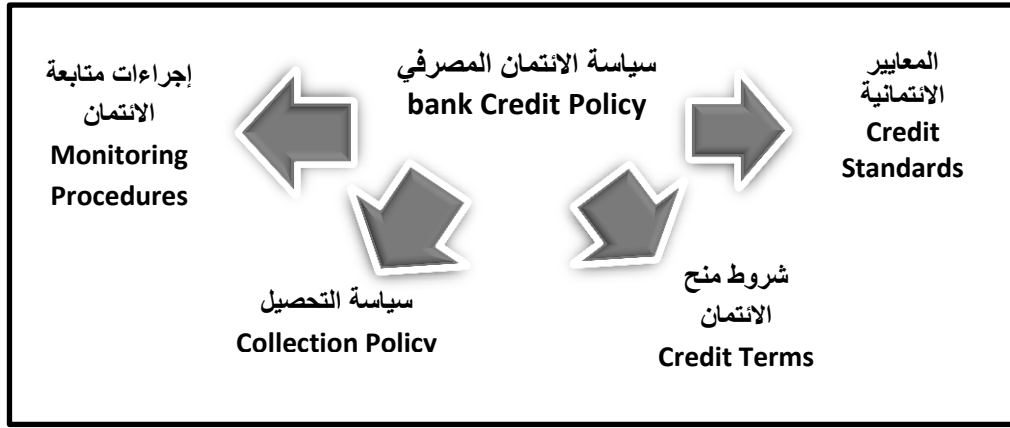 سياسة الائتمان المصرفي
bank Credit Policy
المعايير
الائتمانية
Credit
Standards
شروط منح
الائتمان
Credit Terms
سياسة التحصيل
Collection Policy
إجراءات متابعة
الائتمان
Monitoring
Procedures